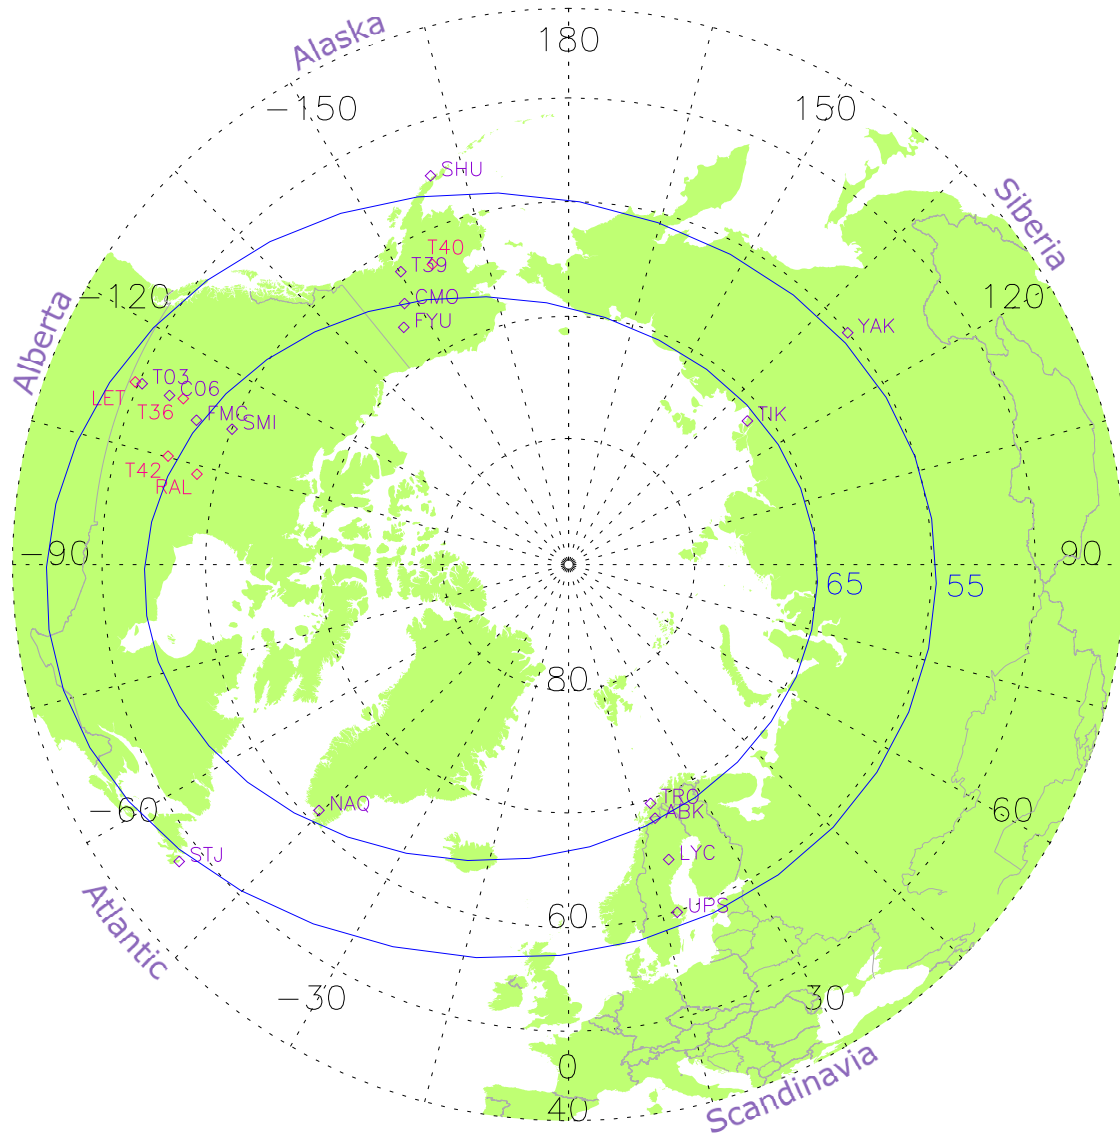 Alaska
180
−150
150
SHU
Siberia
T40
T39
−120
CMO
120
FYU
YAK
Alberta
T03
C06
LET
T36
FMC
SMI
TIK
T42
RAL
−90
90
65
55
80
−60
NAQ
TRO
ABK
60
STJ
LYC
UPS
60
Atlantic
−30
30
0
Scandinavia
40